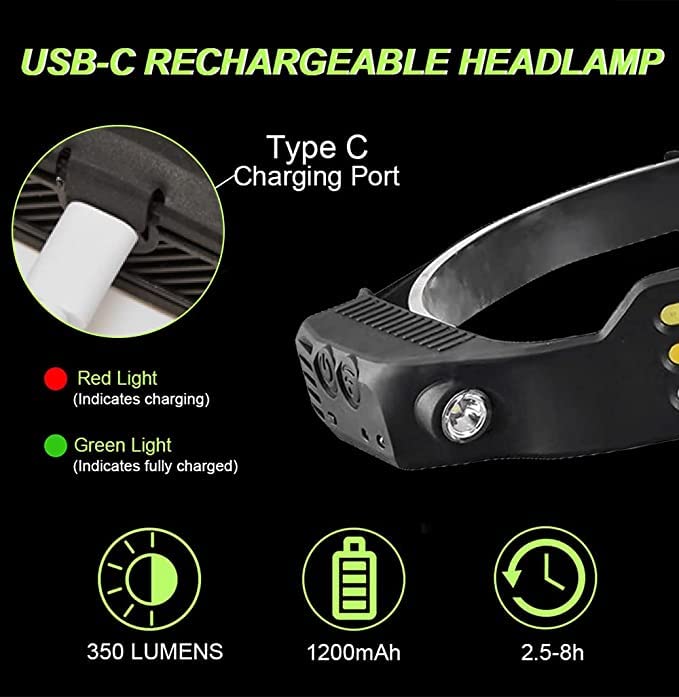 USB-C RECHARGEABLE HEADLAMP
Type C
Charging Port
Red Light
(Indicates charging)
Green Light
(Indicates fully charged)
350 LUMENS
1200mAh
2.5-8h